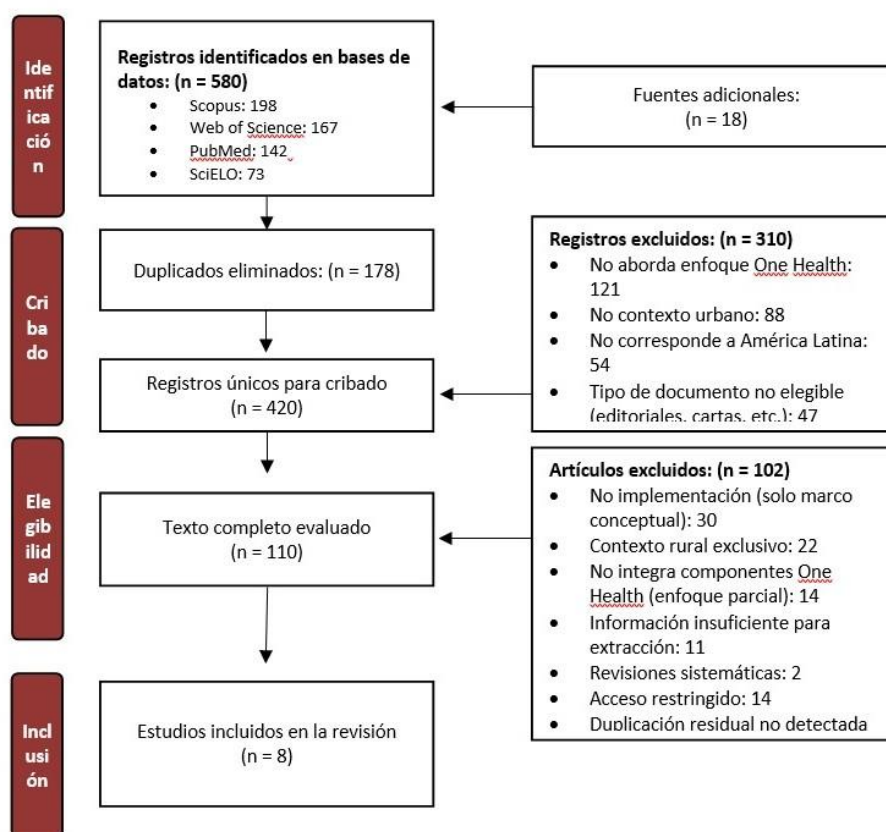 Ide
ntif
ica
ció
n
Registros identificados en bases de
datos: (n = 580)
• Scopus: 198
• Web of Science: 167
• PubMed: 142
• SciELO: 73
Fuentes adicionales:
(n = 18)
Cri
ba
do
Duplicados eliminados: (n = 178)
Registros únicos para cribado
(n = 420)
Registros excluidos: (n = 310)
• No aborda enfoque One Health:
121
• No contexto urbano: 88
• No corresponde a América Latina:
54
• Tipo de documento no elegible
(editoriales, cartas, etc.): 47
Ele
gib
ilid
ad
Texto completo evaluado
(n = 110)
Artículos excluidos: (n = 102)
• No implementación (solo marco
conceptual): 30
• Contexto rural exclusivo: 22
• No integra componentes One
Health (enfoque parcial): 14
• Información insuficiente para
extracción: 11
• Revisiones sistemáticas: 2
• Acceso restringido: 14
• Duplicación residual no detectada
Incl
usi
ón
Estudios incluidos en la revisión
(n = 8)